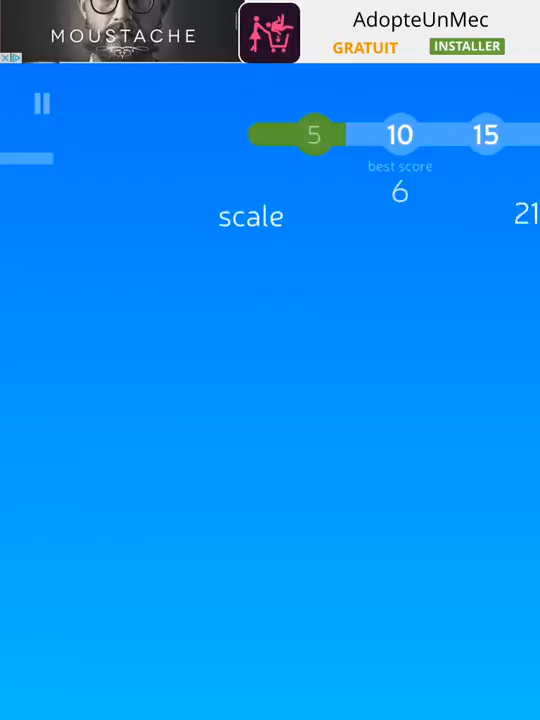 MOUSTACHE
AdopteUnMec
GRATUIT
INSTALLER
5
10
15
best score
6
scale
21